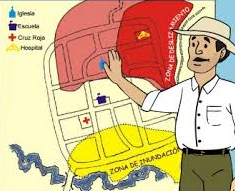 Iglesia
Escuela
Cruz Roja
Hospital
ZONA DE DESLIZAMIENTO
ZONA DE INUNDACIÓN